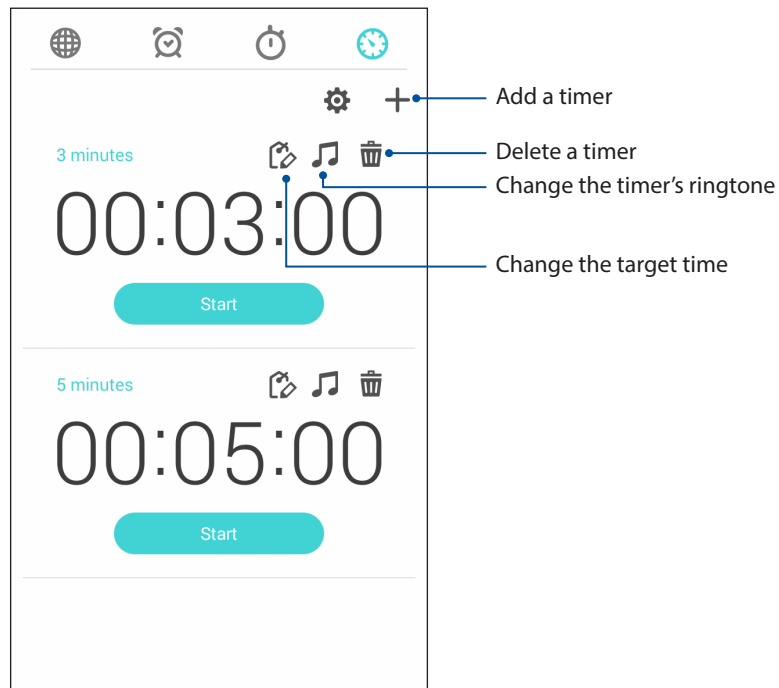 Add a timer
3 minutes
Delete a timer
Change the timer's ringtone
00:03:00
Change the target time
Start
5 minutes
00:05:00
Start